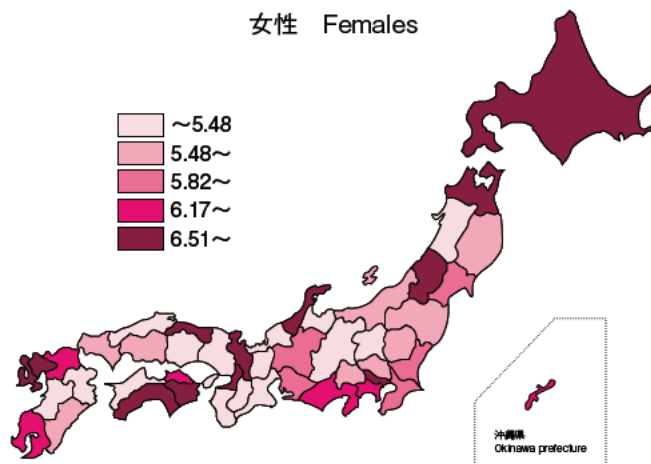 女性 Females
～5.48
5.48～
5.82～
6.17～
6.51～
沖縄県
Okinawa prefecture